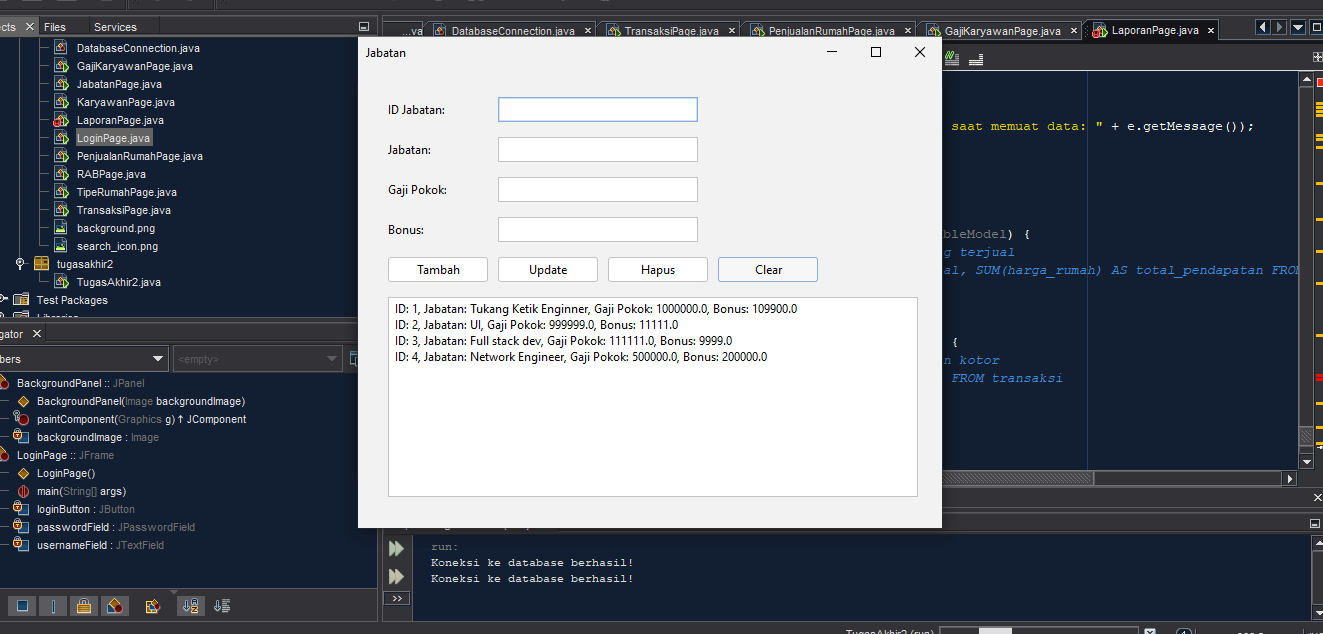 cts
Files
Services
DatabaseConnection.java
GajiKaryawanPage.java
JabatanPage.java
KaryawanPage.java
LaporanPage.java
LoginPage.java
PenjualanRumahPage.java
RABPage.java
TipeRumahPage.java
TransaksiPage.java
background.png
search_icon.png
tugasakhir2
TugasAkhir2.java
Test Packages
Libraries
gator
bers
<empty>
BackgroundPanel :: JPanel
BackgroundPanel(Image backgroundImage)
paintComponent(Graphics g) ↑ JComponent
backgroundImage : Image
LoginPage :: JFrame
LoginPage()
main(String[] args)
loginButton : JButton
passwordField : JPasswordField
usernameField : JTextField
...va
DatabaseConnection.java
TransaksiPage.java
PenjualanRumahPage.java
GajiKaryawanPage.java
LaporanPage.java
Jabatan
ID Jabatan:
Jabatan:
Gaji Pokok:
Bonus:
Tambah
Update
Hapus
Clear
ID: 1, Jabatan: Tukang Ketik Enginner, Gaji Pokok: 1000000.0, Bonus: 109900.0
ID: 2, Jabatan: UI, Gaji Pokok: 999999.0, Bonus: 11111.0
ID: 3, Jabatan: Full stack dev, Gaji Pokok: 111111.0, Bonus: 9999.0
ID: 4, Jabatan: Network Engineer, Gaji Pokok: 500000.0, Bonus: 200000.0
saat memuat data: " + e.getMessage());
bleModel) {
g terjual
al, SUM(harga_rumah) AS total_pendapatan FROM
{
n kotor
FROM transaksi
run:
Koneksi ke database berhasil!
Koneksi ke database berhasil!
>>
TugasAkhir2 (run)